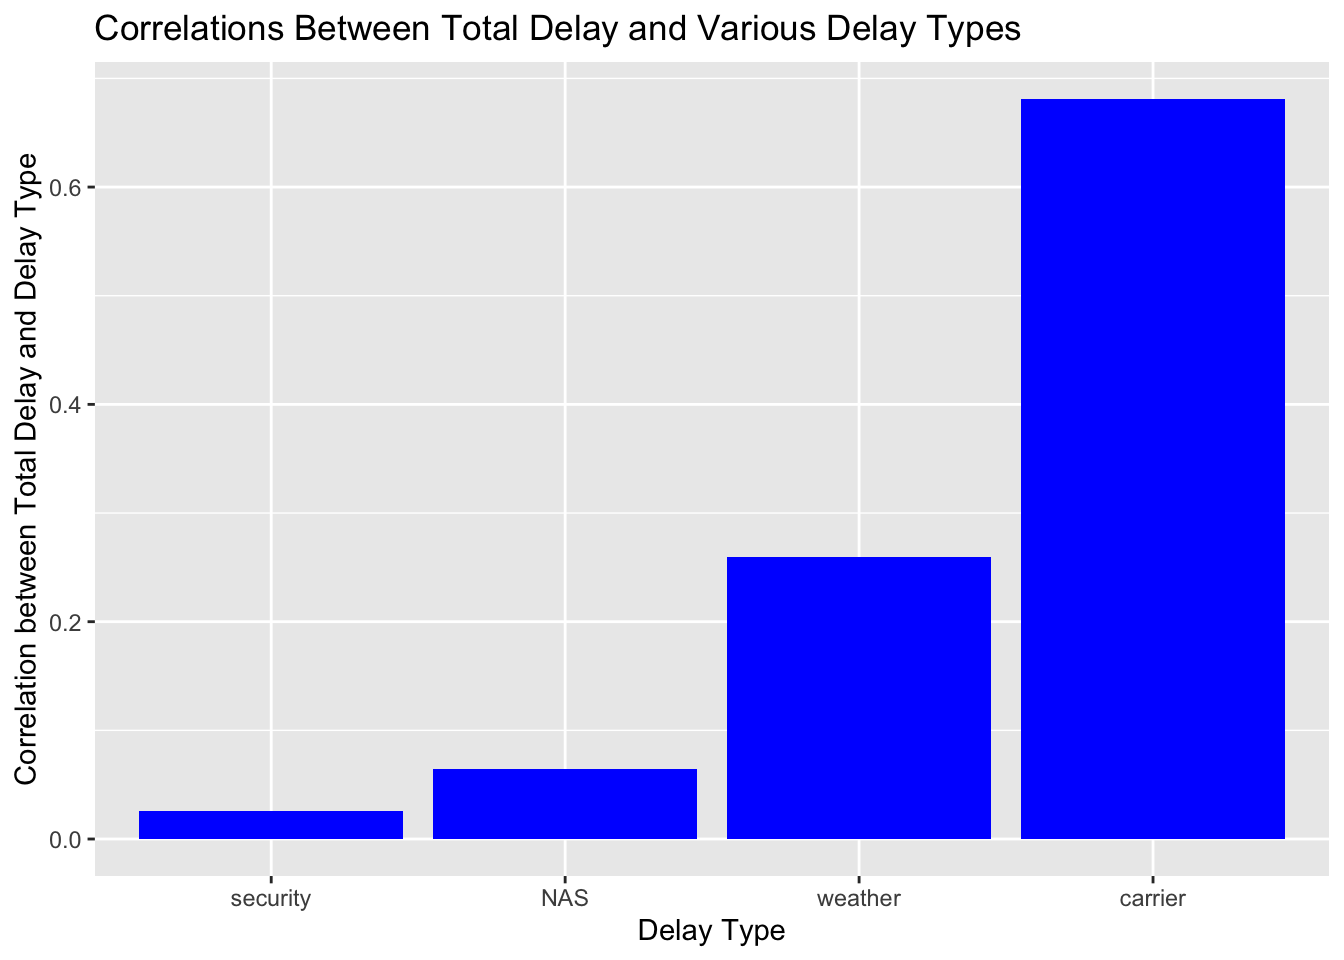 Correlations Between Total Delay and Various Delay Types
Correlation between Total Delay and Delay Type
0.6
0.4
0.2
0.0
security
NAS
weather
carrier
Delay Type